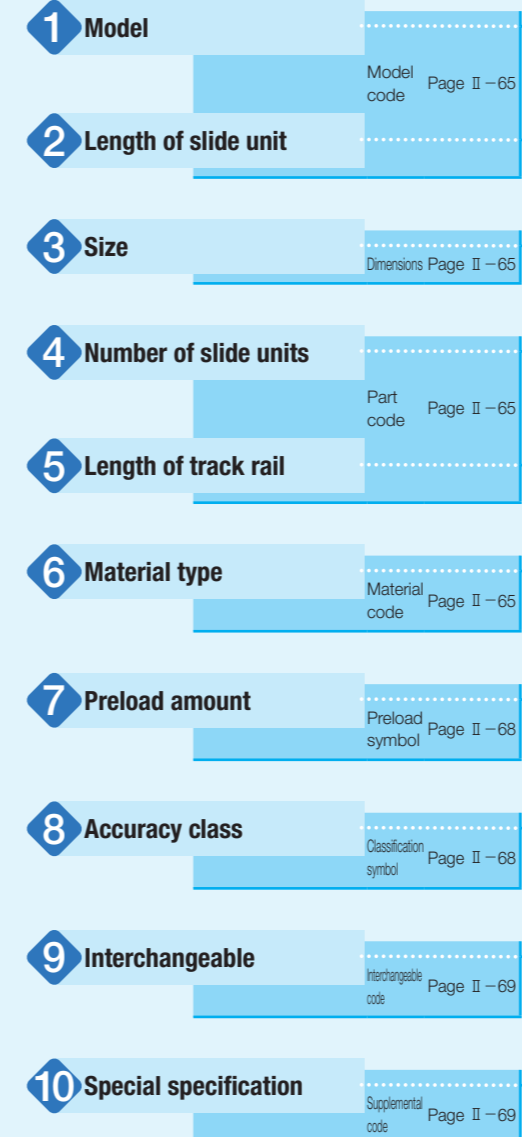 1 Model
Model code Page Ⅱ－65
2 Length of slide unit
3 Size
Dimensions Page Ⅱ－65
4 Number of slide units
Part code Page Ⅱ－65
5 Length of track rail
6 Material type
Material code Page Ⅱ－65
7 Preload amount
Preload symbol Page Ⅱ－68
8 Accuracy class
Classification symbol Page Ⅱ－68
9 Interchangeable
Interchangeable code Page Ⅱ－69
10 Special specification
Supplemental code Page Ⅱ－69